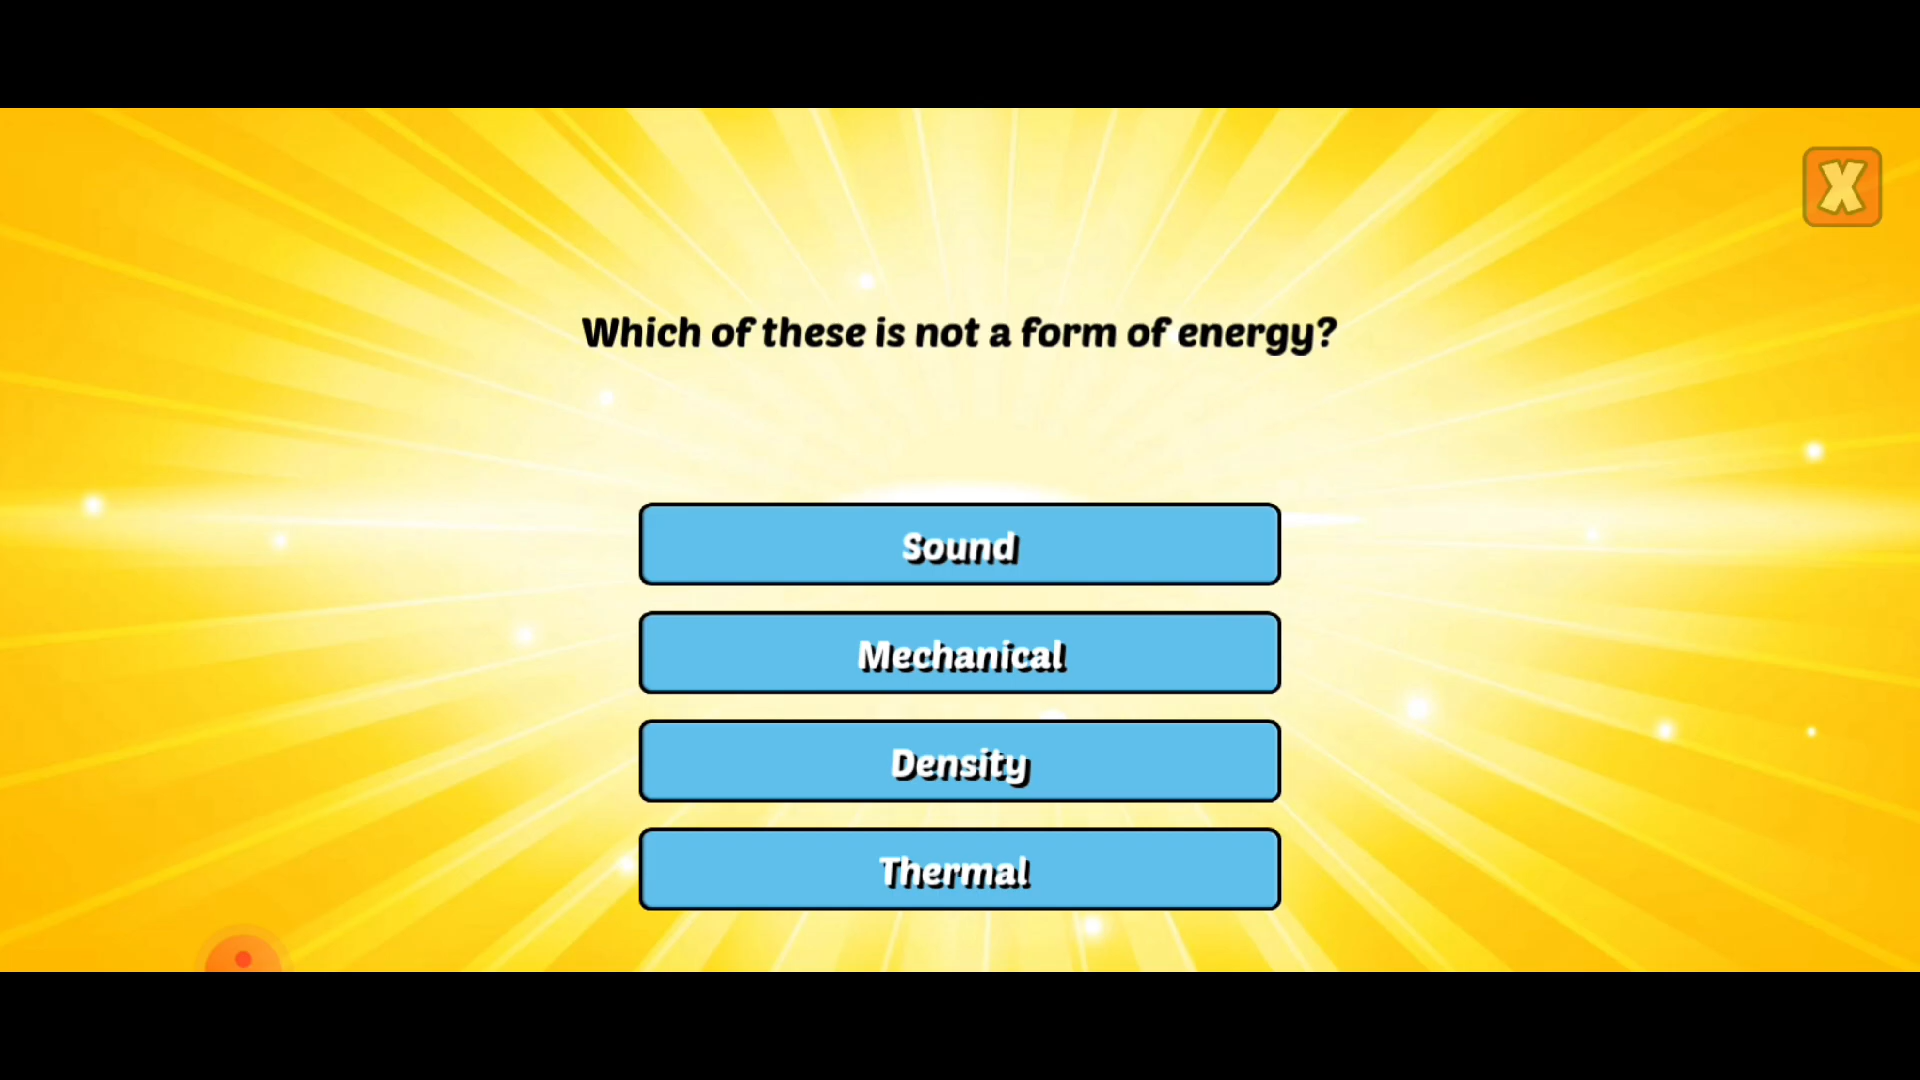 X
Which of these is not a form of energy?
Sound
Mechanical
Density
Thermal